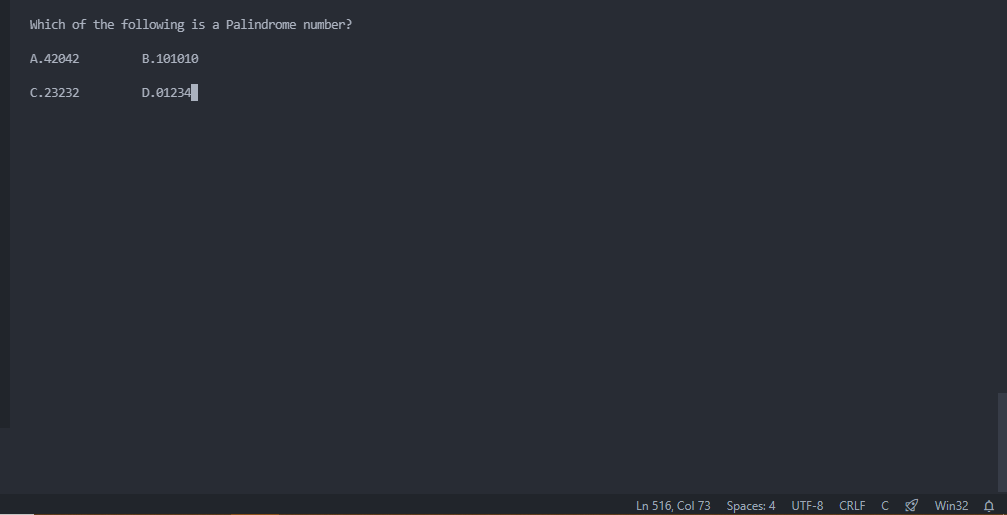 Which of the following is a Palindrome number?
A.42042 B.101010
C.23232 D.01234
Ln 516, Col 73 Spaces: 4 UTF-8 CRLF C Win32